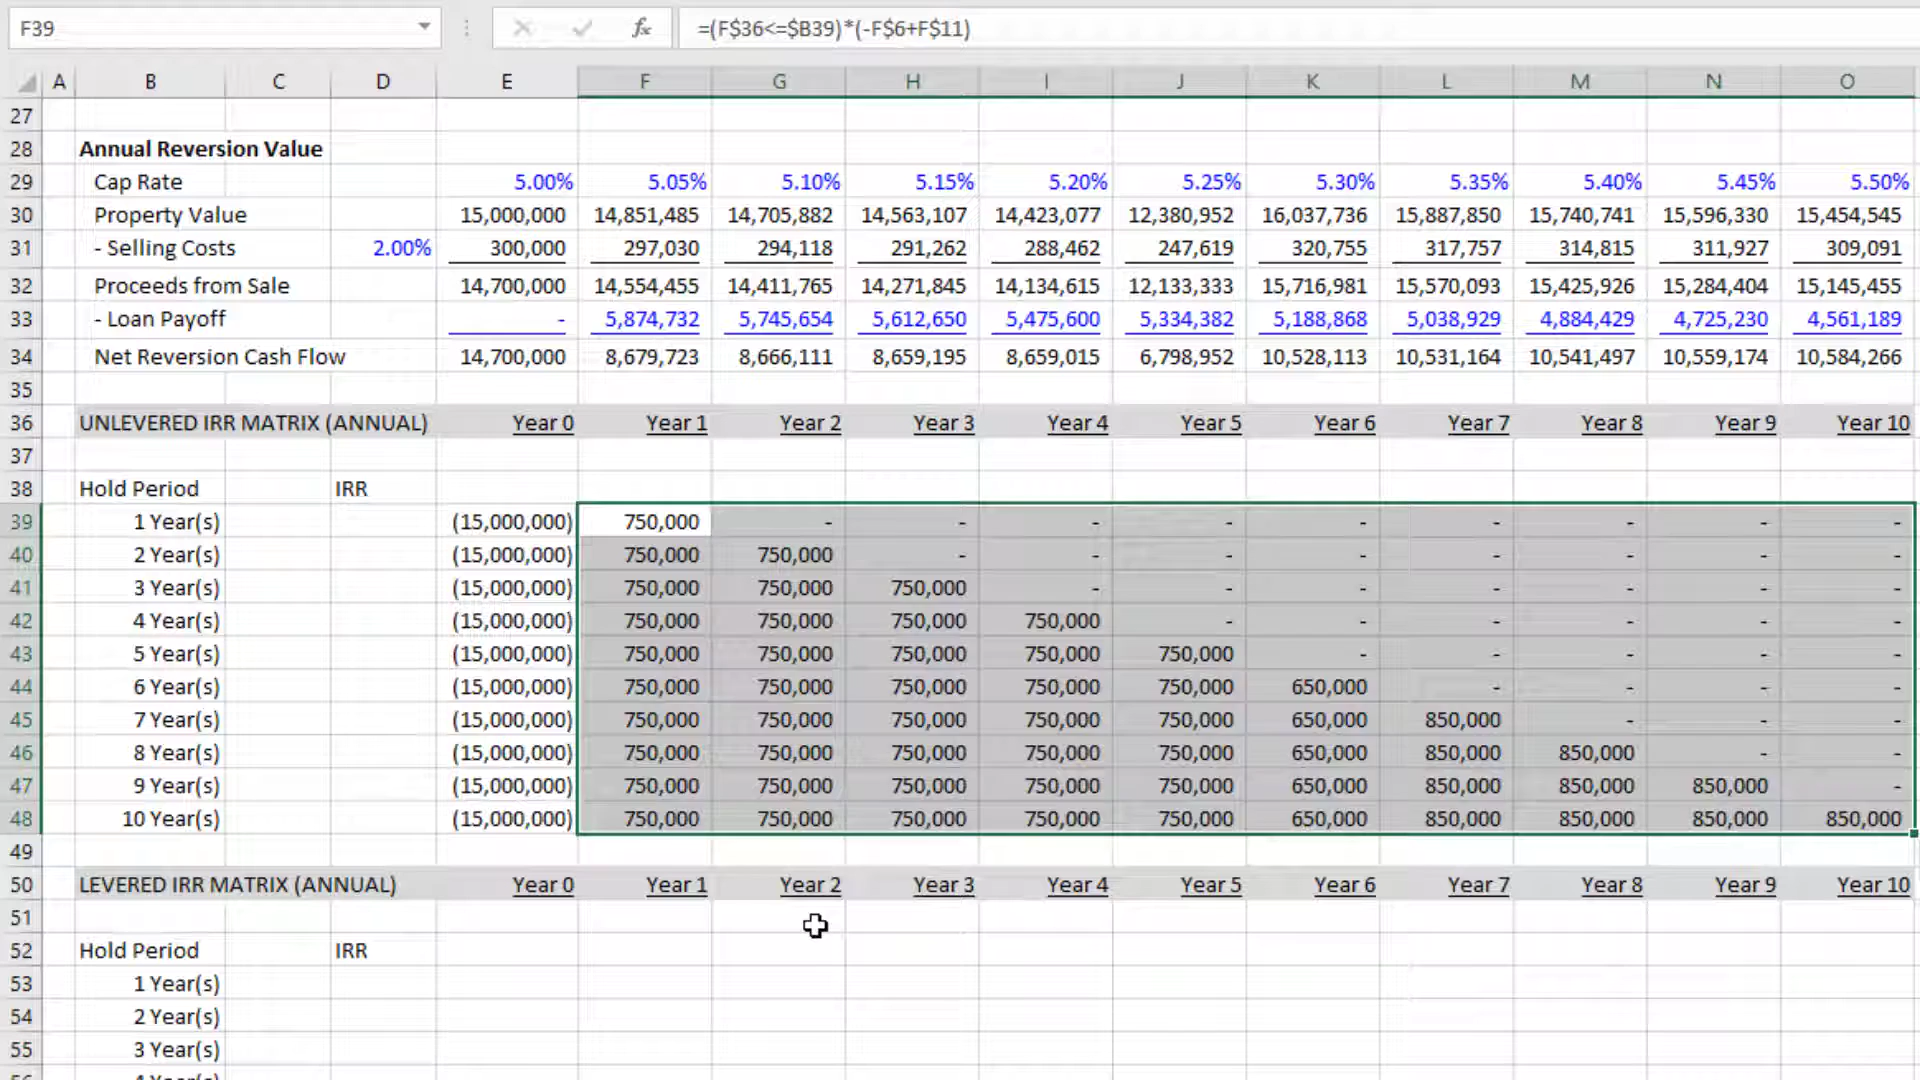 F39 fx =(F$36<=$B39)*(-F$6+F$11)
A B C D E F G H I J K L M N O
27
28 Annual Reversion Value
29 Cap Rate 5.00% 5.05% 5.10% 5.15% 5.20% 5.25% 5.30% 5.35% 5.40% 5.45% 5.50%
30 Property Value 15,000,000 14,851,485 14,705,882 14,563,107 14,423,077 12,380,952 16,037,736 15,887,850 15,740,741 15,596,330 15,454,545
31 - Selling Costs 2.00% 300,000 297,030 294,118 291,262 288,462 247,619 320,755 317,757 314,815 311,927 309,091
32 Proceeds from Sale 14,700,000 14,554,455 14,411,765 14,271,845 14,134,615 12,133,333 15,716,981 15,570,093 15,425,926 15,284,404 15,145,455
33 - Loan Payoff - 5,874,732 5,745,654 5,612,650 5,475,600 5,334,382 5,188,868 5,038,929 4,884,429 4,725,230 4,561,189
34 Net Reversion Cash Flow 14,700,000 8,679,723 8,666,111 8,659,195 8,659,015 6,798,952 10,528,113 10,531,164 10,541,497 10,559,174 10,584,266
35
36 UNLEVERED IRR MATRIX (ANNUAL) Year 0 Year 1 Year 2 Year 3 Year 4 Year 5 Year 6 Year 7 Year 8 Year 9 Year 10
37
38 Hold Period IRR
39 1 Year(s) (15,000,000) 750,000 - - - - - - - - -
40 2 Year(s) (15,000,000) 750,000 750,000 - - - - - - - -
41 3 Year(s) (15,000,000) 750,000 750,000 750,000 - - - - - - -
42 4 Year(s) (15,000,000) 750,000 750,000 750,000 750,000 - - - - - -
43 5 Year(s) (15,000,000) 750,000 750,000 750,000 750,000 750,000 - - - - -
44 6 Year(s) (15,000,000) 750,000 750,000 750,000 750,000 750,000 650,000 - - - -
45 7 Year(s) (15,000,000) 750,000 750,000 750,000 750,000 750,000 650,000 850,000 - - -
46 8 Year(s) (15,000,000) 750,000 750,000 750,000 750,000 750,000 650,000 850,000 850,000 - -
47 9 Year(s) (15,000,000) 750,000 750,000 750,000 750,000 750,000 650,000 850,000 850,000 850,000 -
48 10 Year(s) (15,000,000) 750,000 750,000 750,000 750,000 750,000 650,000 850,000 850,000 850,000 850,000
49
50 LEVERED IRR MATRIX (ANNUAL) Year 0 Year 1 Year 2 Year 3 Year 4 Year 5 Year 6 Year 7 Year 8 Year 9 Year 10
51
52 Hold Period IRR
53 1 Year(s)
54 2 Year(s)
55 3 Year(s)